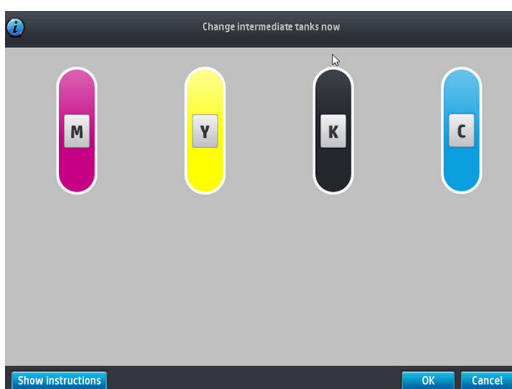 Change intermediate tanks now
M Y K C
Show instructions OK Cancel